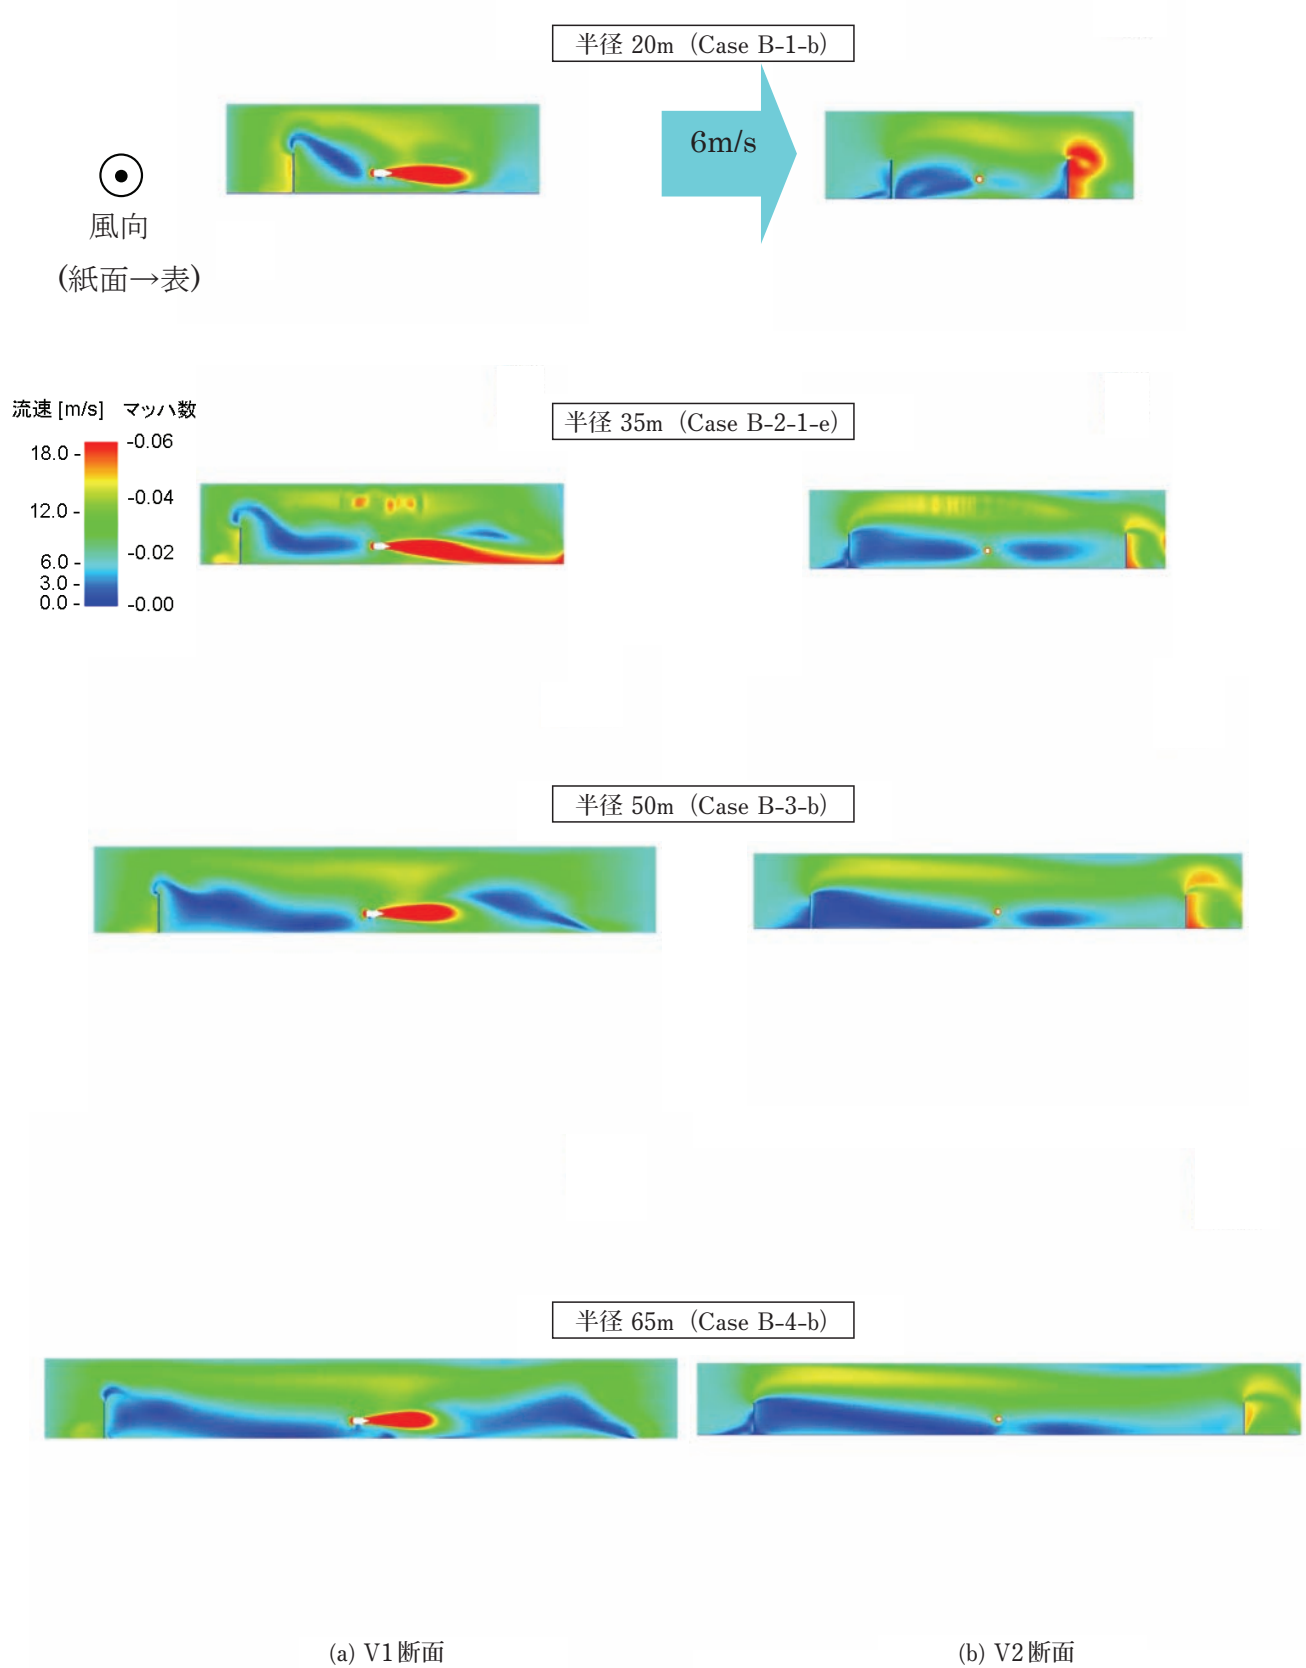 半径 20m (Case B-1-b)
6m/s
風向
(紙面→表)
流速 [m/s] マッハ数
半径 35m (Case B-2-1-e)
-0.06
18.0 -
-0.04
12.0 -
-0.02
6.0 -
3.0 -
0.0 -
-0.00
半径 50m (Case B-3-b)
半径 65m (Case B-4-b)
(a) V1断面
(b) V2断面